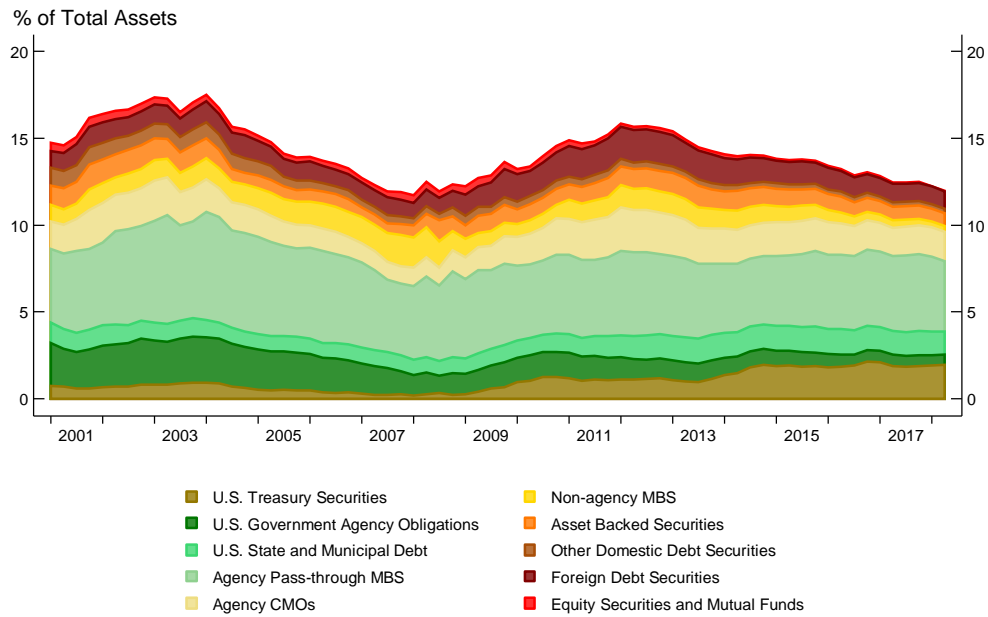 % of Total Assets
20 20
15 15
10 10
5 5
0 0
2001 2003 2005 2007 2009 2011 2013 2015 2017
U.S. Treasury Securities
U.S. Government Agency Obligations
U.S. State and Municipal Debt
Agency Pass-through MBS
Agency CMOs
Non-agency MBS
Asset Backed Securities
Other Domestic Debt Securities
Foreign Debt Securities
Equity Securities and Mutual Funds